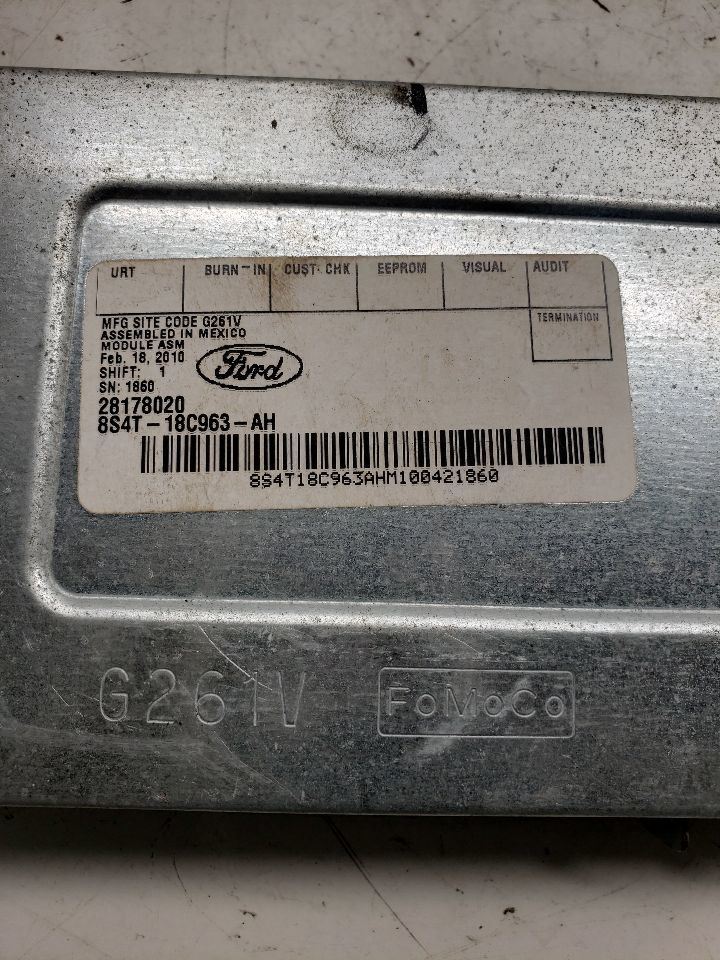 URT BURN-IN CUST CHK EEPROM VISUAL AUDIT
TERMINATION
MFG SITE CODE G261V
ASSEMBLED IN MEXICO
MODULE ASM
Feb. 18, 2010
SHIFT: 1
SN: 1860
Ford
28178020
8S4T-18C963-AH
8S4T18C963AHM100421860
G261V FoMoCo